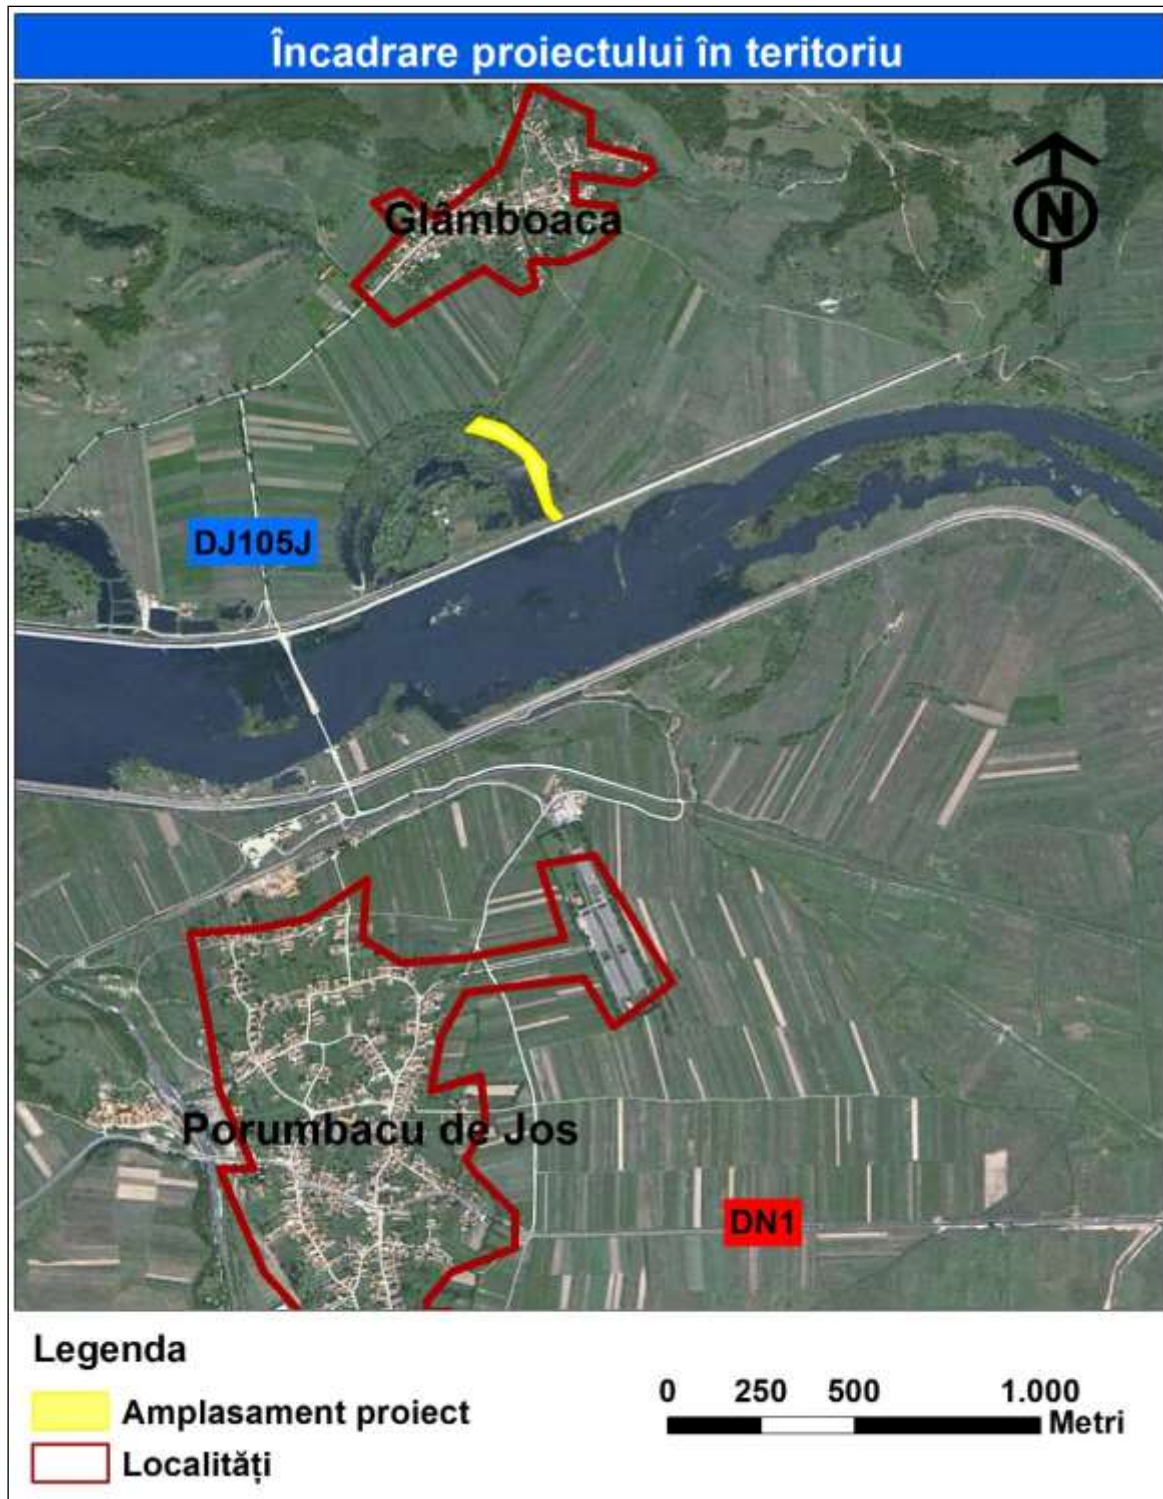 Încadrare proiectului în teritoriu
N
Glâmboaca
DJ105J
Porumbacu de Jos
DN1
Legenda
Amplasament proiect
Localități
0 250 500 1.000
Metri